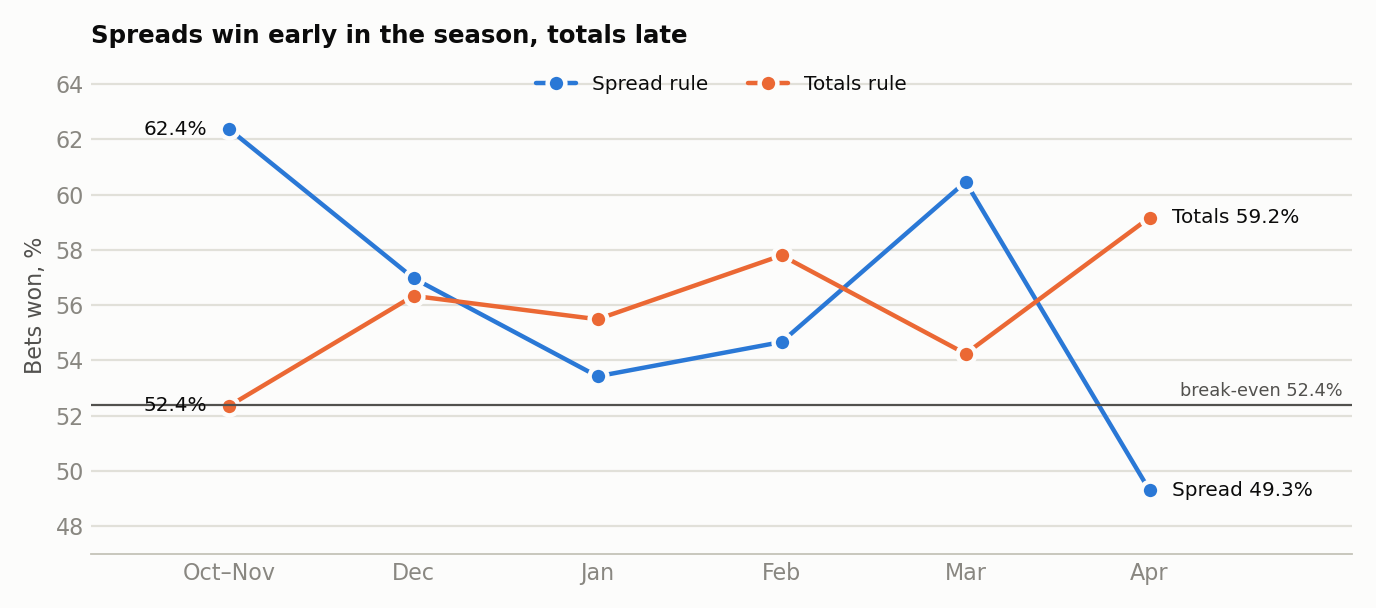 Spreads win early in the season, totals late
Spread rule
Totals rule
Bets won, %
64
62
60
58
56
54
52
50
48
62.4%
52.4%
Totals 59.2%
break-even 52.4%
Spread 49.3%
Oct–Nov
Dec
Jan
Feb
Mar
Apr